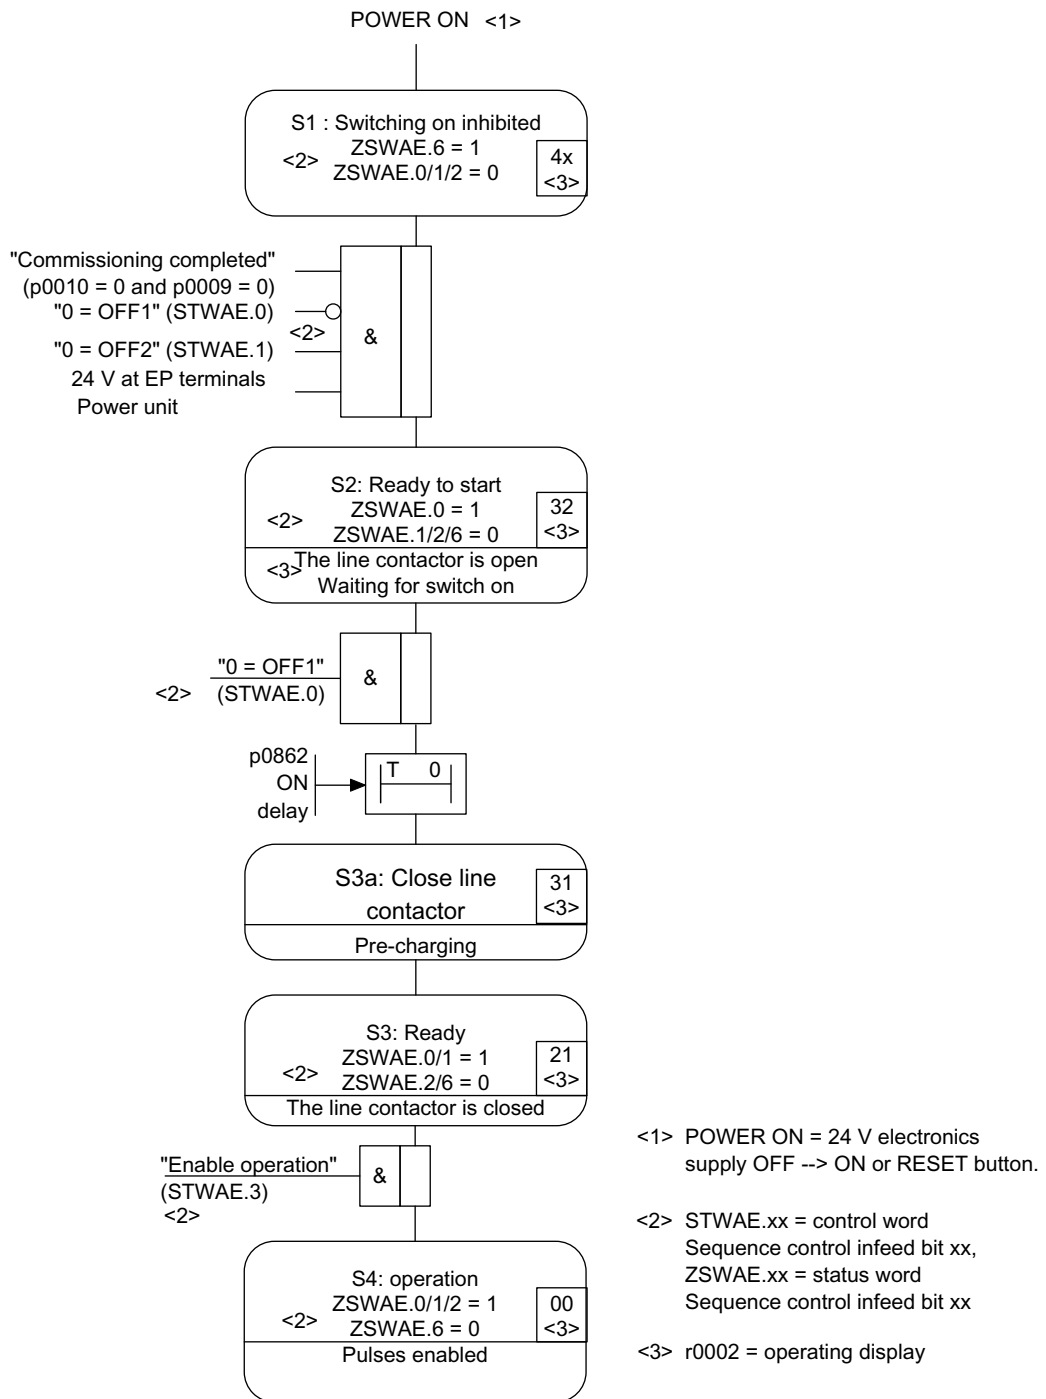 POWER ON <1>
S1 : Switching on inhibited
ZSWAE.6 = 1
<2>
ZSWAE.0/1/2 = 0
4x
<3>
"Commissioning completed"
(p0010 = 0 and p0009 = 0)
"0 = OFF1" (STWAE.0)
<2>
"0 = OFF2" (STWAE.1)
24 V at EP terminals
Power unit
&
S2: Ready to start
ZSWAE.0 = 1
<2>
ZSWAE.1/2/6 = 0
32
<3>
The line contactor is open
<3>
Waiting for switch on
"0 = OFF1"
<2>
(STWAE.0)
&
p0862
ON
delay
T 0
S3a: Close line
contactor
31
<3>
Pre-charging
S3: Ready
ZSWAE.0/1 = 1
<2>
ZSWAE.2/6 = 0
21
<3>
The line contactor is closed
"Enable operation"
(STWAE.3)
<2>
&
S4: operation
ZSWAE.0/1/2 = 1
<2>
ZSWAE.6 = 0
00
<3>
Pulses enabled
<1> POWER ON = 24 V electronics
supply OFF --> ON or RESET button.
<2> STWAE.xx = control word
Sequence control infeed bit xx,
ZSWAE.xx = status word
Sequence control infeed bit xx
<3> r0002 = operating display